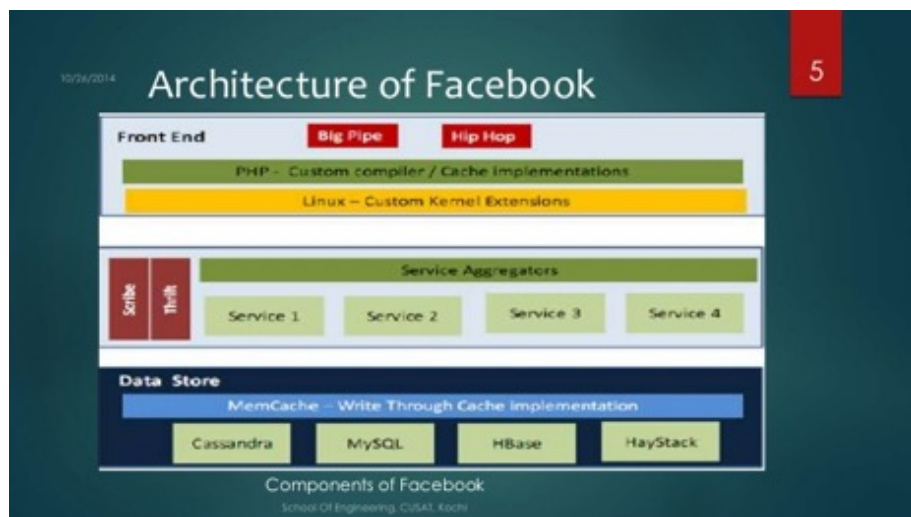 10/26/2014
Architecture of Facebook
5
Front End
Big Pipe
Hip Hop
PHP - Custom compiler / Cache implementations
Linux – Custom Kernel Extensions
Scribe
Thrift
Service Aggregators
Service 1
Service 2
Service 3
Service 4
Data Store
MemCache – Write Through Cache implementation
Cassandra
MySQL
HBase
HayStack
Components of Facebook
School Of Engineering, CUSAT, Kochi